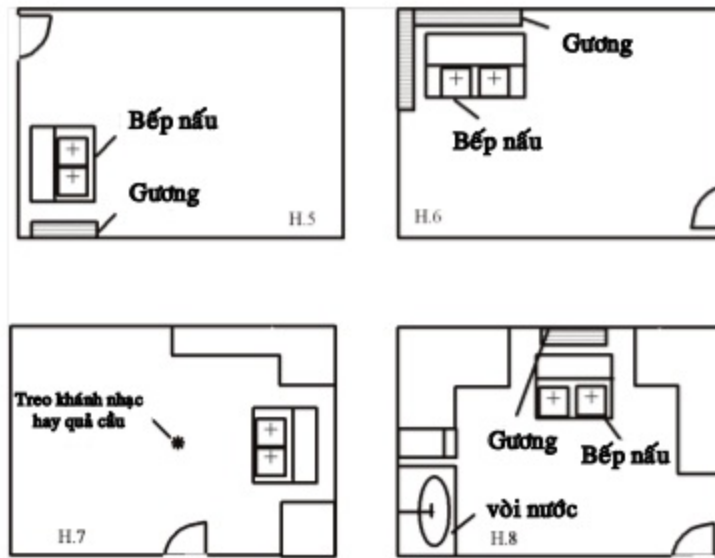 Bếp nấu
Gương
H.5
Gương
Bếp nấu
H.6
Treo khánh nhạc
hay quả cầu
H.7
Gương
Bếp nấu
vòi nước
H.8